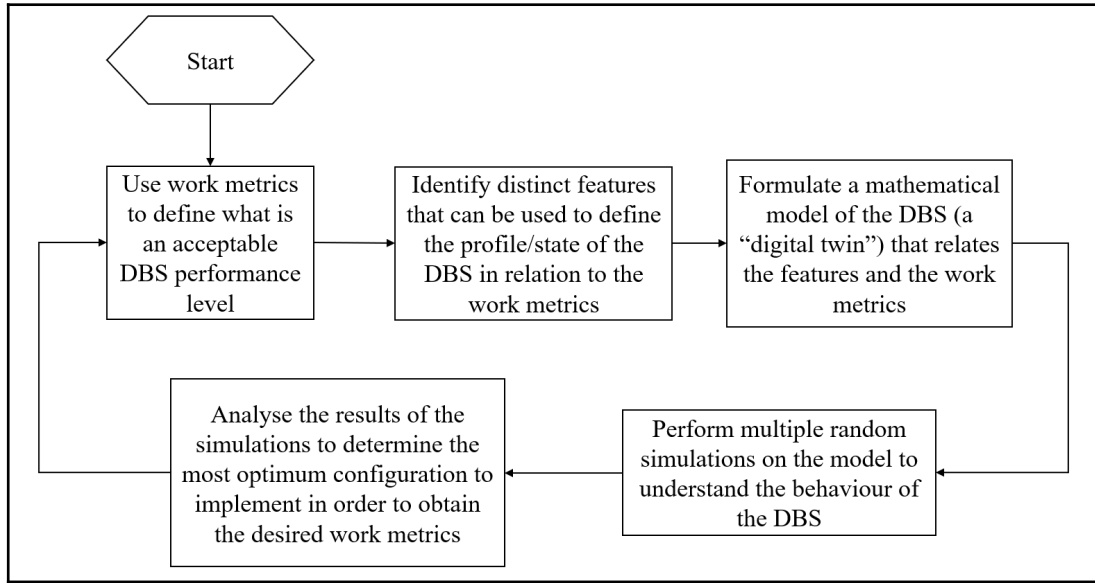 Start
Use work metrics
to define what is
an acceptable
DBS performance
level
Identify distinct features
that can be used to define
the profile/state of the
DBS in relation to the
work metrics
Formulate a mathematical
model of the DBS (a
“digital twin”) that relates
the features and the work
metrics
Perform multiple random
simulations on the model to
understand the behaviour of
the DBS
Analyse the results of the
simulations to determine the
most optimum configuration to
implement in order to obtain
the desired work metrics